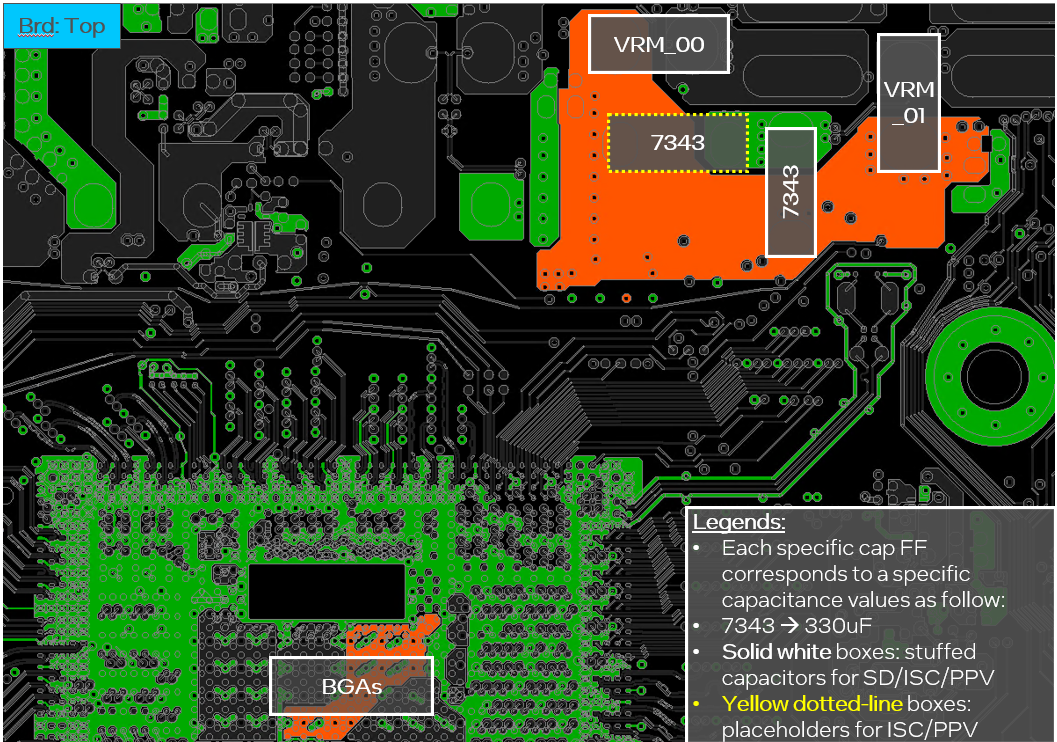 Brd: Top
VRM_00
VRM
_01
7343
7343
BGAs
Legends:
• Each specific cap FF
corresponds to a specific
capacitance values as follow:
• 7343 → 330uF
• Solid white boxes: stuffed
capacitors for SD/ISC/PPV
• Yellow dotted-line boxes:
placeholders for ISC/PPV